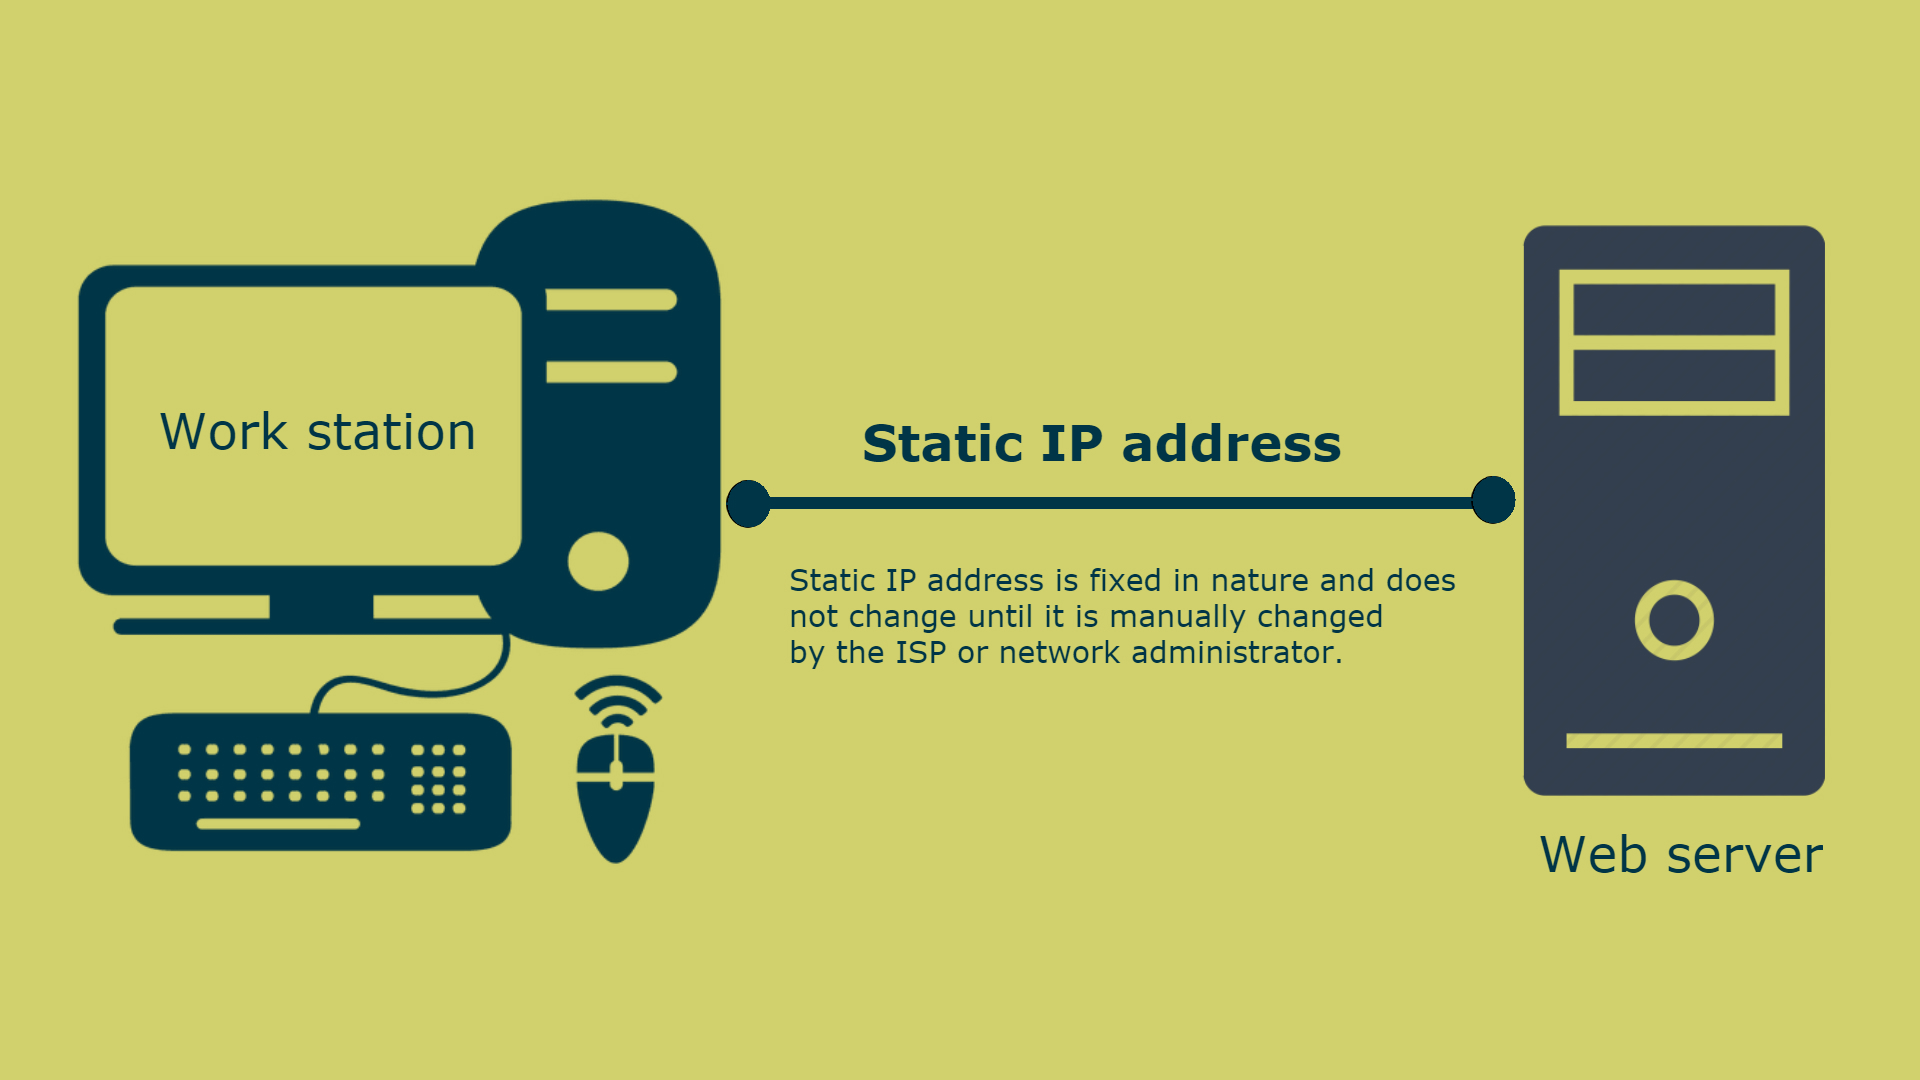 Work station
Static IP address
Static IP address is fixed in nature and does
not change until it is manually changed
by the ISP or network administrator.
Web server